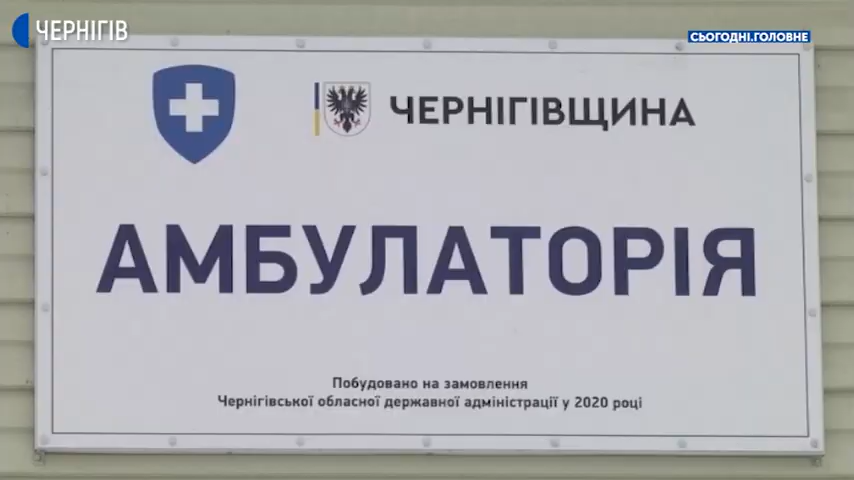 ЧЕРНІГІВ
СЬОГОДНІ.ГОЛОВНЕ
ЧЕРНІГІВЩИНА
АМБУЛАТОРІЯ
Побудовано на замовлення
Чернігівської обласної державної адміністрації у 2020 році